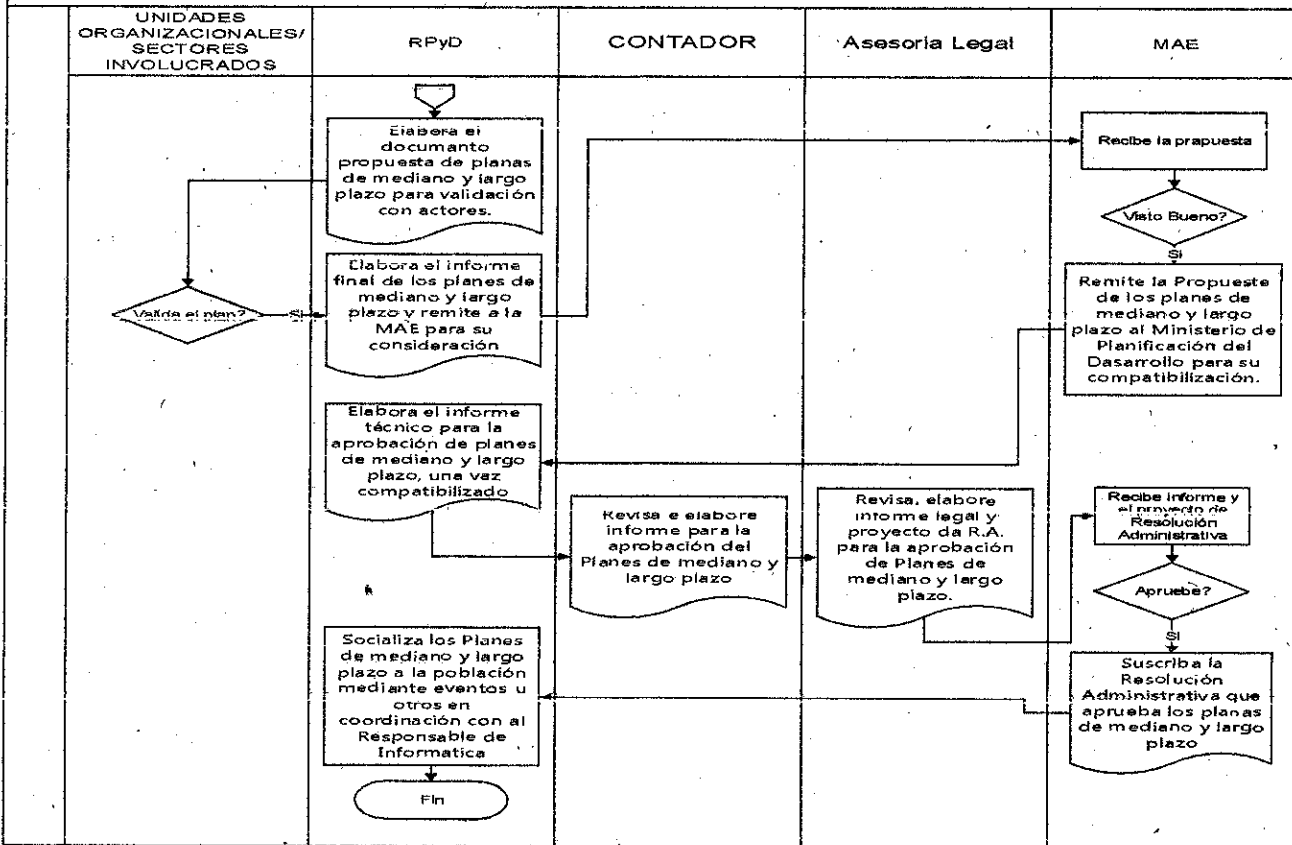 UNIDADES
ORGANIZACIONALES/
SECTORES
INVOLUCRADOS
RPyD
CONTADOR
Asesoría Legal
MAE
Elabora el
documanto
propuesta de planas
de mediano y largo
plazo para validación
con actores.
Recibe la prapuesta
Visto Bueno?
SI
Valida el plan?
SI
Elabora el informe
final de los planes de
mediano y largo
plazo y remite a la
MAE para su
consideración
Remite la Propueste
de los planes de
mediano y largo
plazo al Ministerio de
Planificación del
Dasarrollo para su
compatibilización.
Elabora el informe
técnico para la
aprobación de planes
de mediano y largo
plazo, una vaz
compatibilizado
Revisa e elabore
informe para la
aprobación del
Planes de mediano y
largo plazo
Revisa, elabore
informe legal y
proyecto da R.A.
para la aprobación
de Planes de
mediano y largo
plazo.
Recibe informe y
el proyecto de
Resolución
Administrativa
Apruebe?
SI
Suscriba la
Resolución
Administrativa que
aprueba los planas
de mediano y largo
plazo
Socializa los Planes
de mediano y largo
plazo a la población
mediante eventos u
otros en
coordinación con al
Responsable de
Informatica
Fin